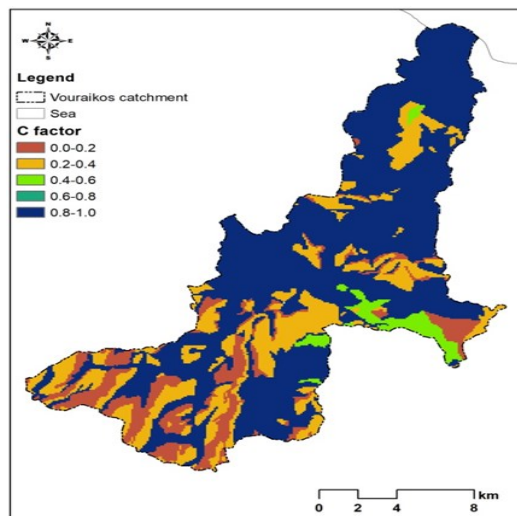 N
W E
S
Legend
Vouraikos catchment
Sea
C factor
0.0-0.2
0.2-0.4
0.4-0.6
0.6-0.8
0.8-1.0
km
0 2 4 8